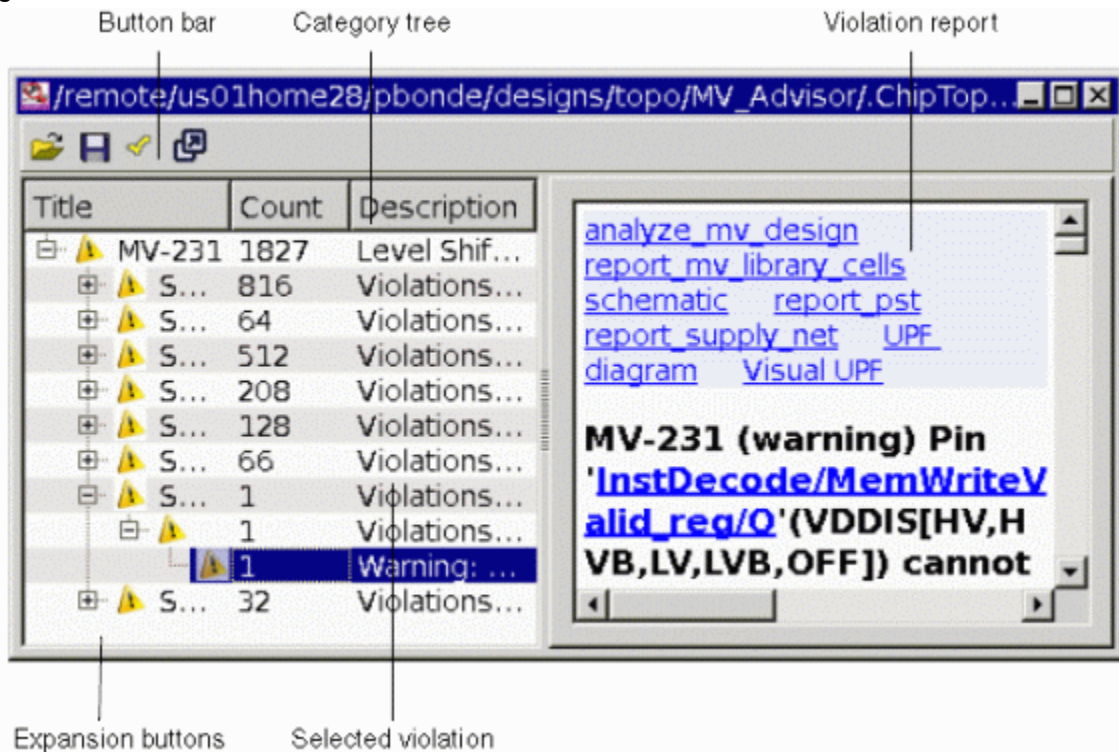 Button bar Category tree Violation report
/remote/us01home28/pbonde/designs/topo/MV_Advisor/.ChipTop...
Title Count Description
MV-231 1827 Level Shif...
S... 816 Violations...
S... 64 Violations...
S... 512 Violations...
S... 208 Violations...
S... 128 Violations...
S... 66 Violations...
S... 1 Violations...
1 Violations...
1 Warning: ...
S... 32 Violations...
analyze_mv_design
report_mv_library_cells
schematic report_pst
report_supply_net UPF
diagram Visual UPF
MV-231 (warning) Pin
'InstDecode/MemWriteV
alid_reg/Q'(VDDIS[HV,H
VB,LV,LVB,OFF]) cannot
Expansion buttons Selected violation